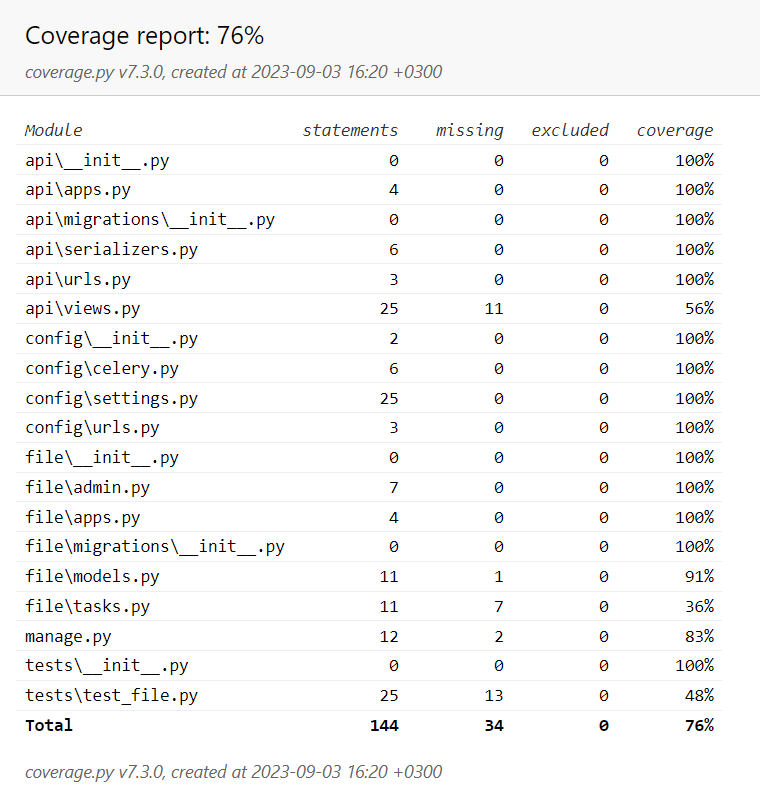 Coverage report: 76%
coverage.py v7.3.0, created at 2023-09-03 16:20 +0300
Module statements missing excluded coverage
api\__init__.py 0 0 0 100%
api\apps.py 4 0 0 100%
api\migrations\__init__.py 0 0 0 100%
api\serializers.py 6 0 0 100%
api\urls.py 3 0 0 100%
api\views.py 25 11 0 56%
config\__init__.py 2 0 0 100%
config\celery.py 6 0 0 100%
config\settings.py 25 0 0 100%
config\urls.py 3 0 0 100%
file\__init__.py 0 0 0 100%
file\admin.py 7 0 0 100%
file\apps.py 4 0 0 100%
file\migrations\__init__.py 0 0 0 100%
file\models.py 11 1 0 91%
file\tasks.py 11 7 0 36%
manage.py 12 2 0 83%
tests\__init__.py 0 0 0 100%
tests\test_file.py 25 13 0 48%
Total 144 34 0 76%
coverage.py v7.3.0, created at 2023-09-03 16:20 +0300